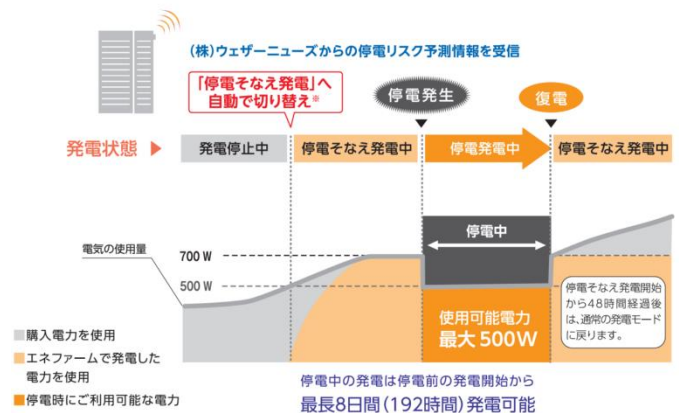 (株)ウェザーニューズからの停電リスク予測情報を受信
「停電そなえ発電」へ
自動で切り替え※
停電発生
復電
発電状態 ▶
発電停止中
停電そなえ発電中
停電発電中
停電そなえ発電中
電気の使用量
700 W
500 W
停電中
使用可能電力
最大 500W
停電そなえ発電開始
から48時間経過後
は、通常の発電モード
に戻ります。
購入電力を使用
エネファームで発電した
電力を使用
停電時にご利用可能な電力
停電中の発電は停電前の発電開始から
最長8日間(192時間)発電可能